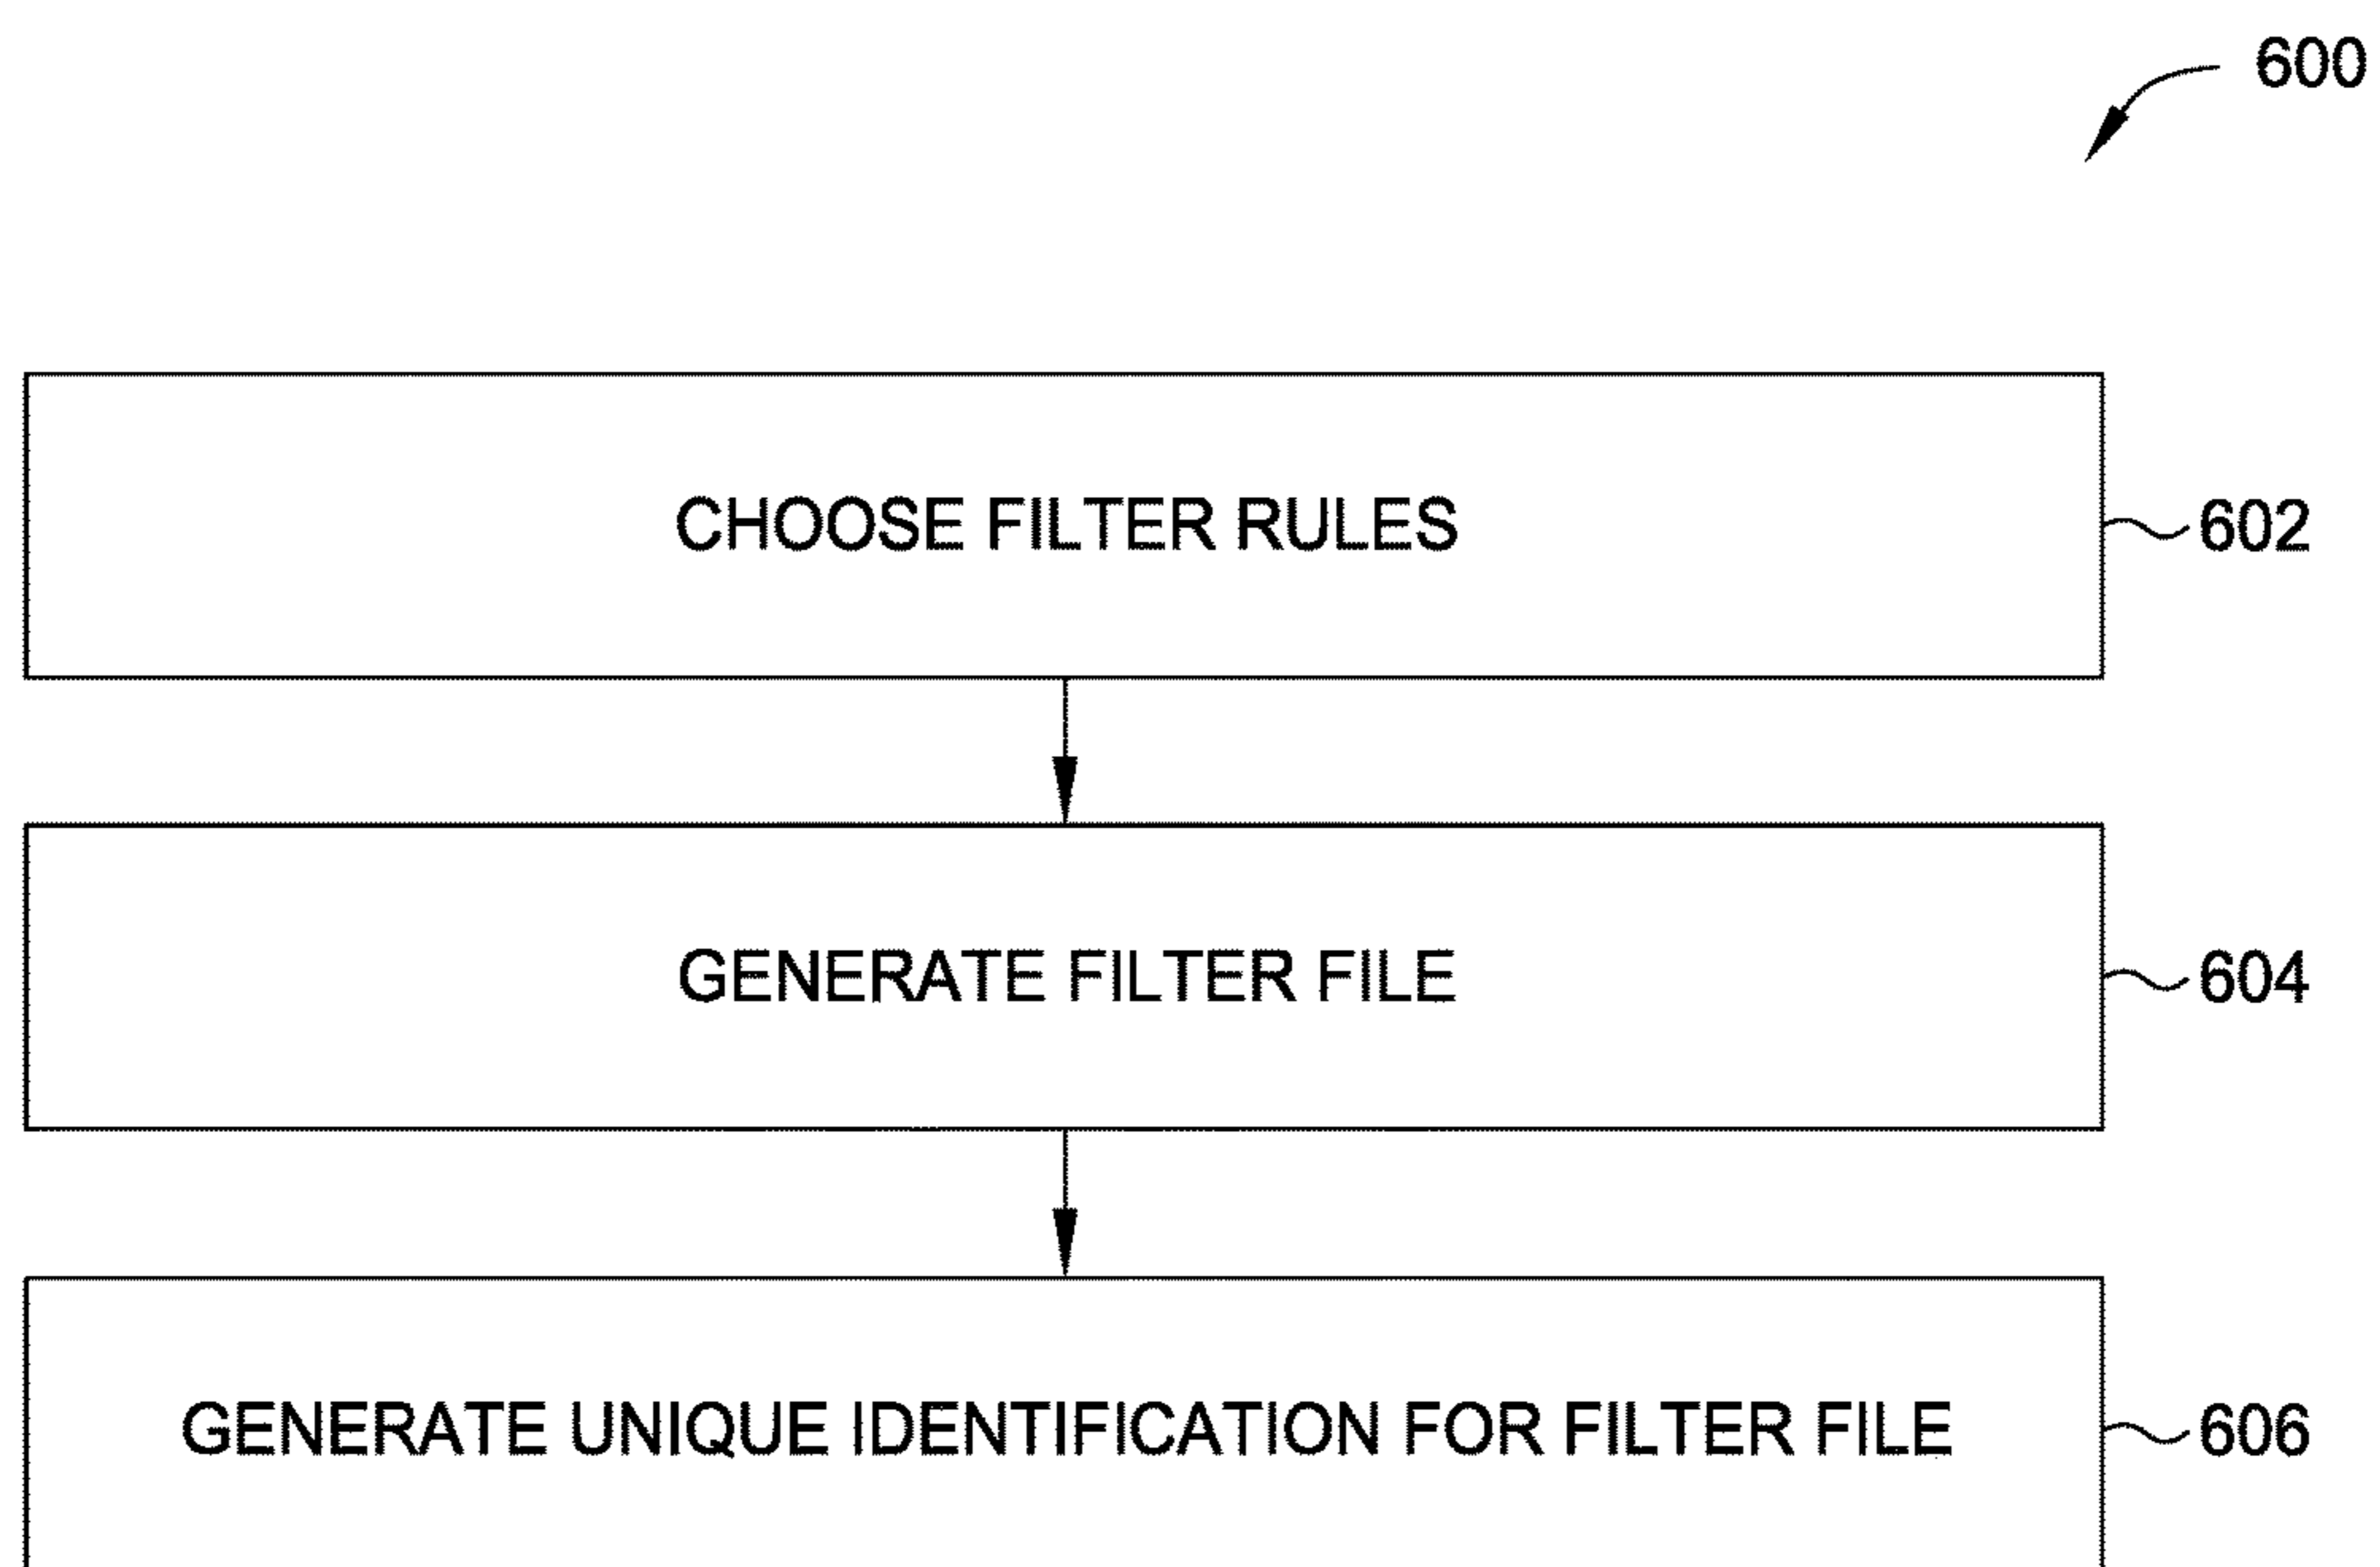 600
CHOOSE FILTER RULES
602
GENERATE FILTER FILE
604
GENERATE UNIQUE IDENTIFICATION FOR FILTER FILE
606